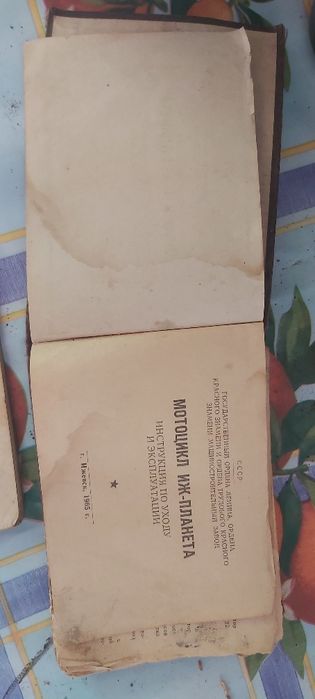 СССР
ГОСУДАРСТВЕННЫЙ ОРДЕНА ЛЕНИНА, ОРДЕНА
КРАСНОГО ЗНАМЕНИ И ОРДЕНА ТРУДОВОГО КРАСНОГО
ЗНАМЕНИ МАШИНОСТРОИТЕЛЬНЫЙ ЗАВОД
МОТОЦИКЛ ИЖ-ПЛАНЕТА
ИНСТРУКЦИЯ ПО УХОДУ
И ЭКСПЛУАТАЦИИ
г. Ижевск, 1965 г.